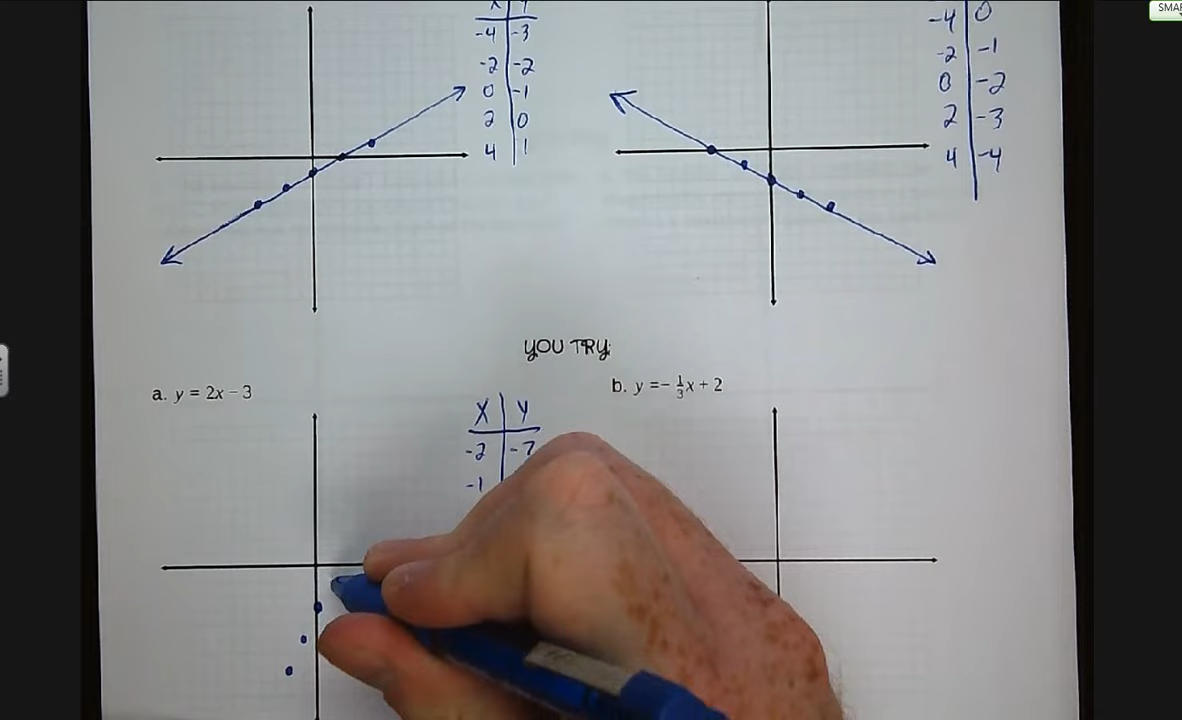 X Y
-4 -3
-2 -2
0 -1
2 0
4 1
-4 0
-2 -1
0 -2
2 -3
4 -4
YOU TRY:
a. y = 2x - 3
X Y
-2 -7
-1
b. y = - 1/3 x + 2